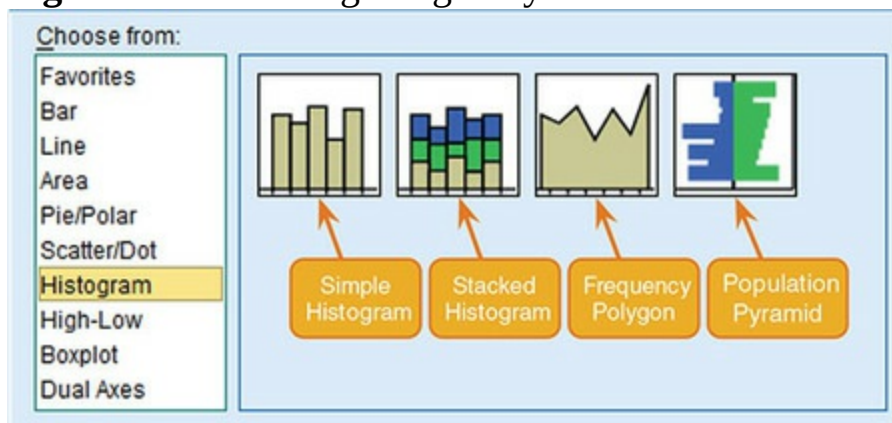 Choose from:
Favorites
Bar
Line
Area
Pie/Polar
Scatter/Dot
Histogram
High-Low
Boxplot
Dual Axes
Simple
Histogram
Stacked
Histogram
Frequency
Polygon
Population
Pyramid